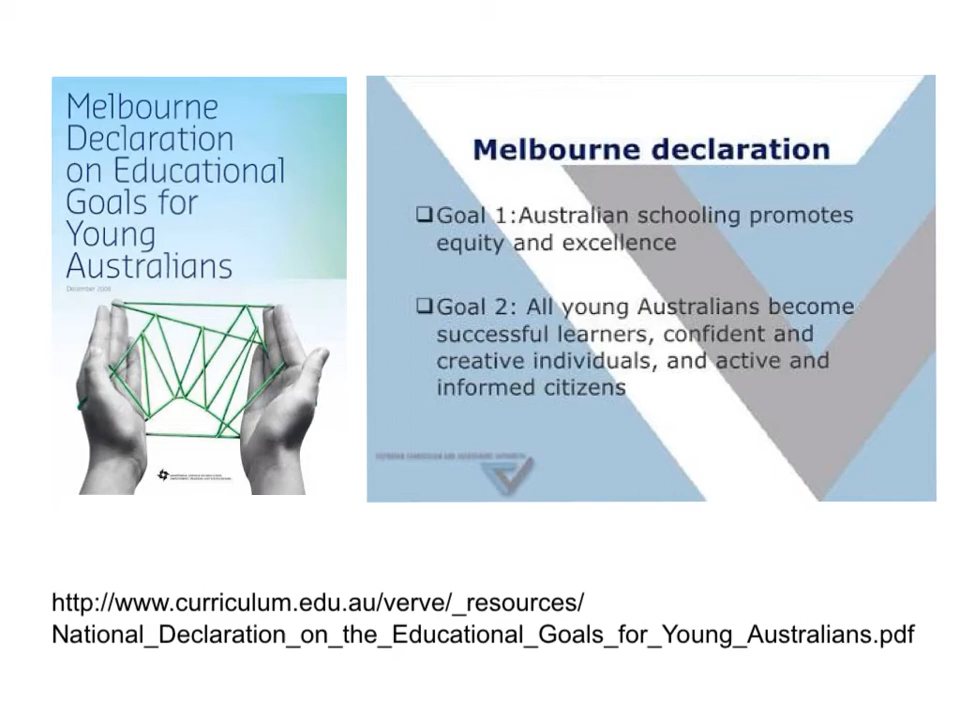 Melbourne
Declaration
on Educational
Goals for
Young
Australians
December 2008
Melbourne declaration
❑Goal 1:Australian schooling promotes
equity and excellence
❑Goal 2: All young Australians become
successful learners, confident and
creative individuals, and active and
informed citizens
http://www.curriculum.edu.au/verve/_resources/
National_Declaration_on_the_Educational_Goals_for_Young_Australians.pdf